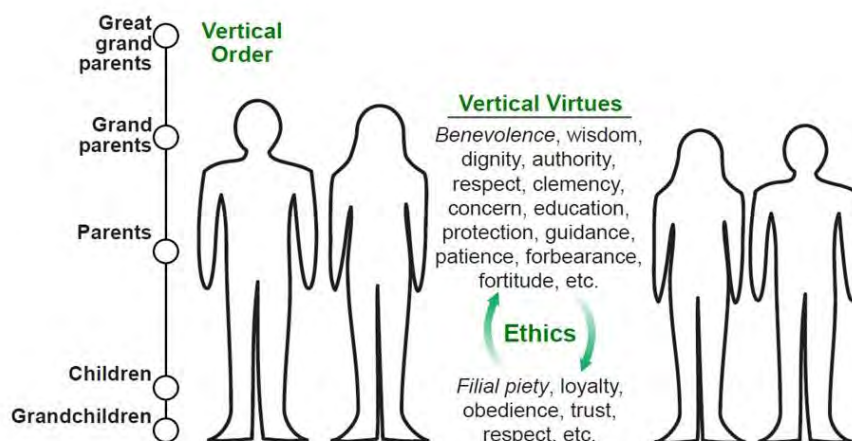 Great
grand
parents
Vertical
Order
Grand
parents
Parents
Children
Grandchildren
Vertical Virtues
Benevolence, wisdom,
dignity, authority,
respect, clemency,
concern, education,
protection, guidance,
patience, forbearance,
fortitude, etc.
Ethics
Filial piety, loyalty,
obedience, trust,
respect, etc.